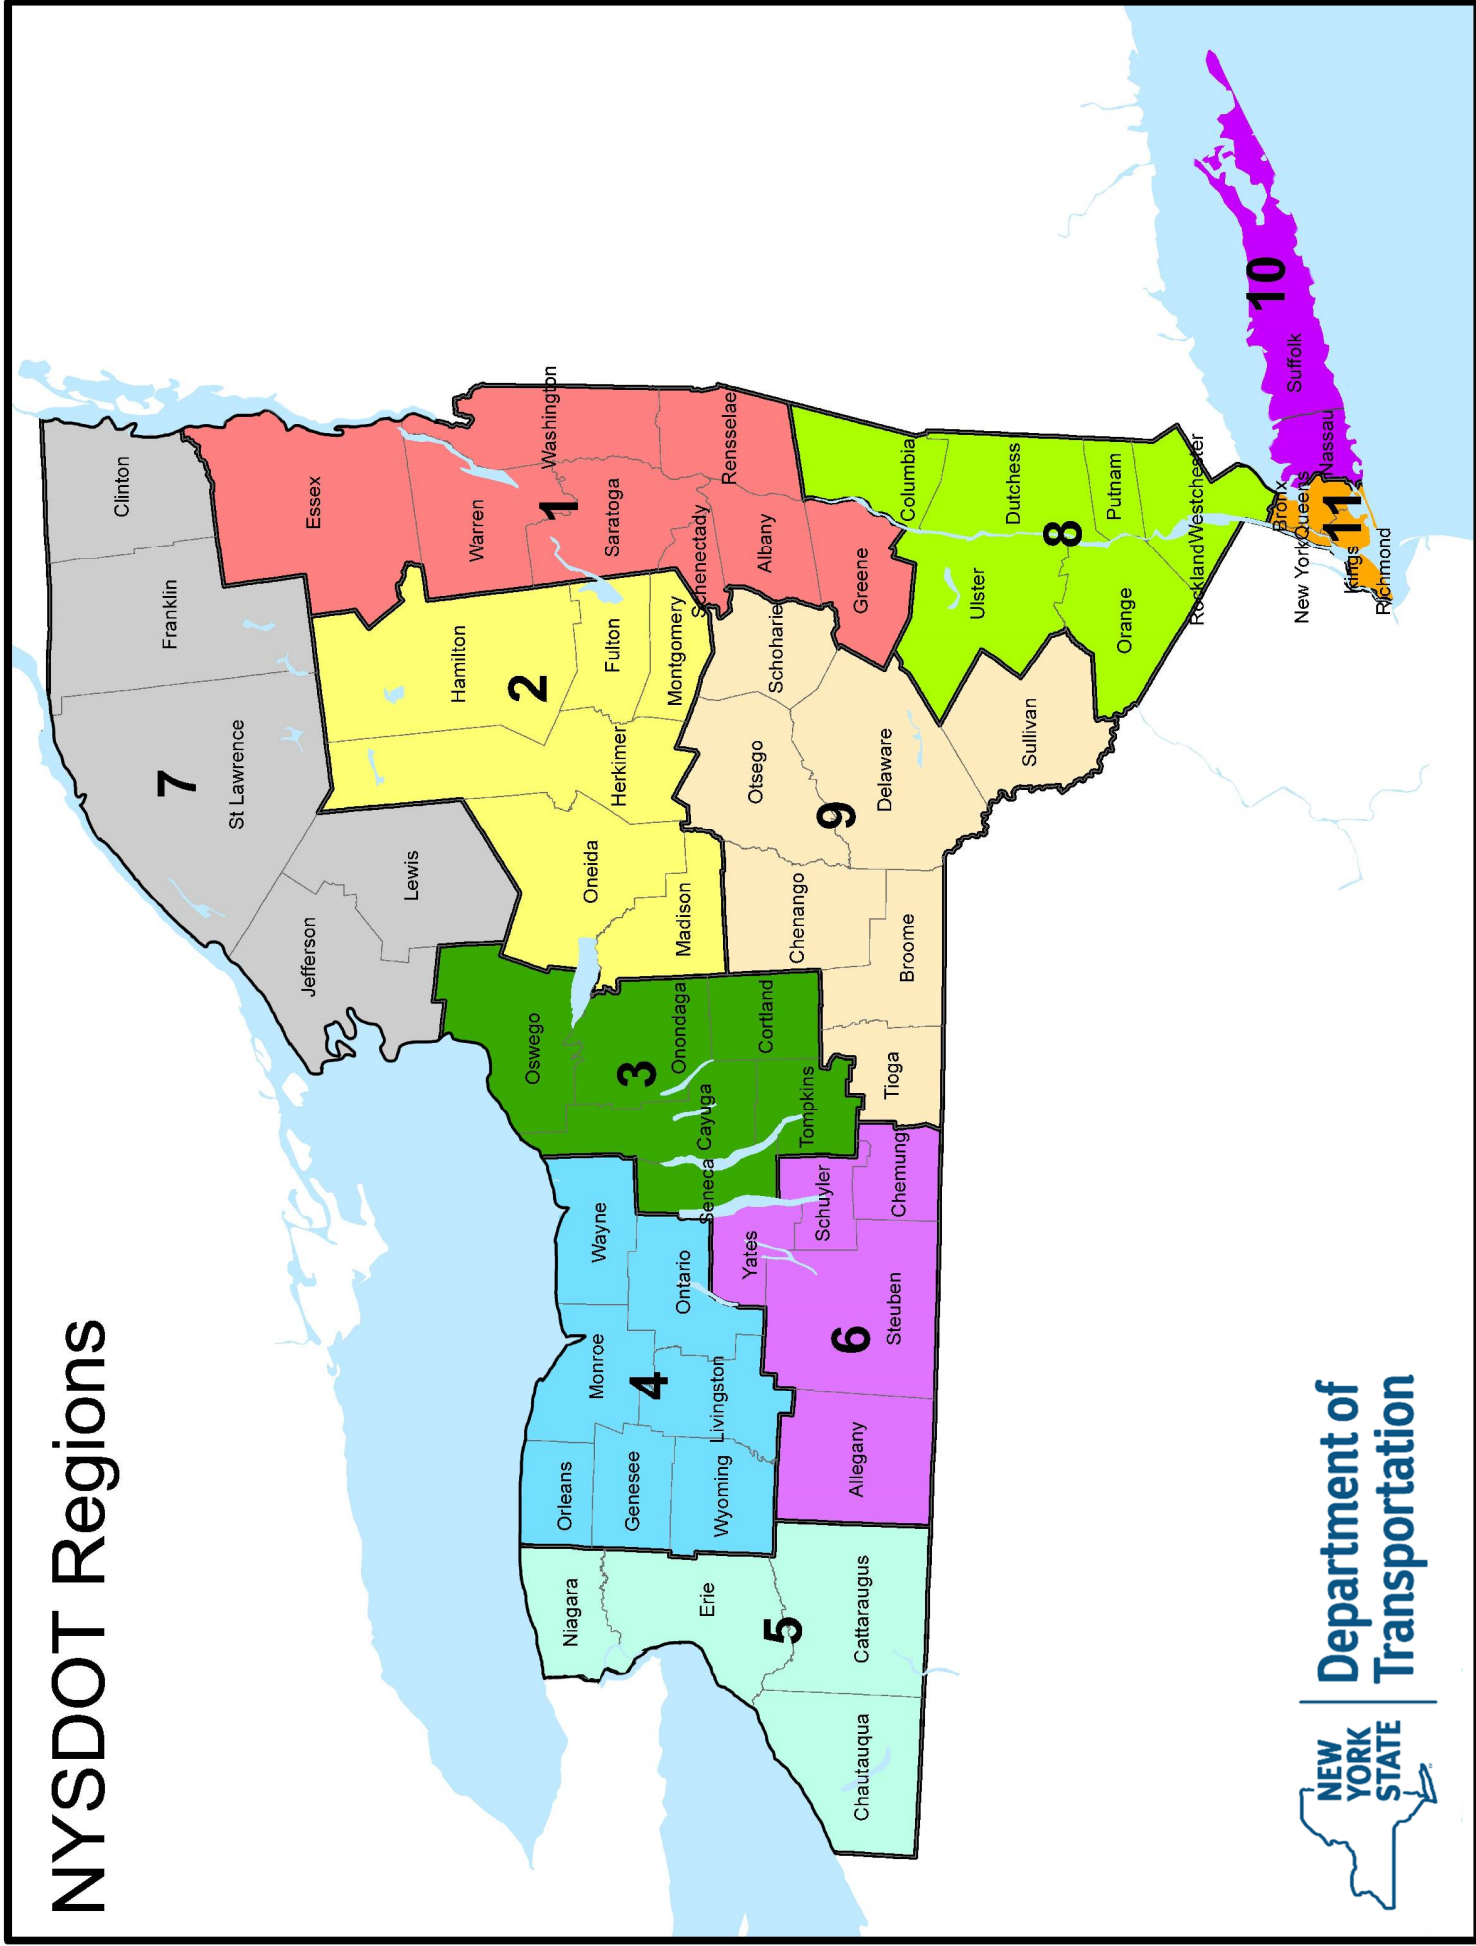 NYSDOT Regions
Clinton
Franklin
St Lawrence
7
Jefferson
Lewis
Essex
Hamilton
2
Herkimer
Fulton
Montgomery
Oneida
Madison
Warren
Washington
1
Saratoga
Schenectady
Rensselae
Albany
Greene
Oswego
3
Onondaga
Cayuga
Seneca
Cortland
Tompkins
Wayne
Monroe
Orleans
Genesee
4
Ontario
Livingston
Wyoming
Niagara
Erie
5
Cattaraugus
Chautauqua
Yates
Schuyler
Chemung
6
Steuben
Allegany
Schoharie
Otsego
Delaware
9
Chenango
Broome
Tioga
Sullivan
Columbia
Dutchess
Ulster
8
Putnam
Orange
Rockland
Westchester
Bronx
New York
Queens
11
Kings
Richmond
Nassau
Suffolk
10
NEW
YORK
STATE
Department of
Transportation